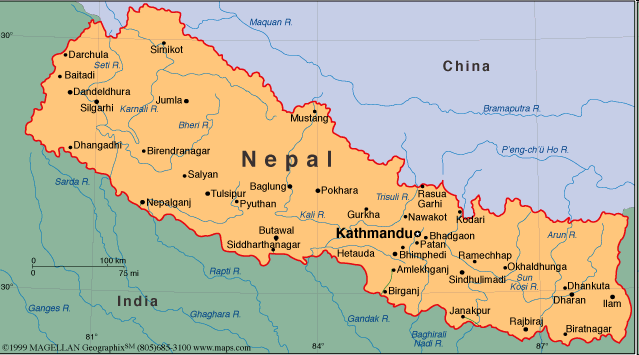 Maquan R.
30°
Simikot
Darchula
Seti R.
China
Baitadi
Dandeldhura
Jumla
Silgarhi
Karnali R.
Bramaputra R.
Mustang
Bheri R.
Dhangadhi
Birendranagar
Nepal
P'eng-ch'ü Ho R.
Salyan
Sarda R.
Baglung
Pokhara
Tulsipur
Trisuli R.
Rasua
Garhi
Nepalganj
Pyuthan
Kali R.
Gurkha
Nawakot
Kodari
Butawal
Kathmandu
Bhadgaon
Arun R.
Siddharthanagar
Patan
Hetauda
Bhimphedi
Ramechhap
0 100 km
0 75 mi
Rapti R.
Amlekhganj
Okhaldhunga
Sindhulimadi
Sun
Kosi R.
Dhankuta
30°
Birganj
Dharan
Ilam
India
Ganges R.
Ghaghara R.
Gandak R.
Janakpur
Rajbiraj
Biratnagar
Baghirathi
Nadi R.
81°
©1999 MAGELLAN Geographix℠ (805)685-3100 www.maps.com
84°
87°